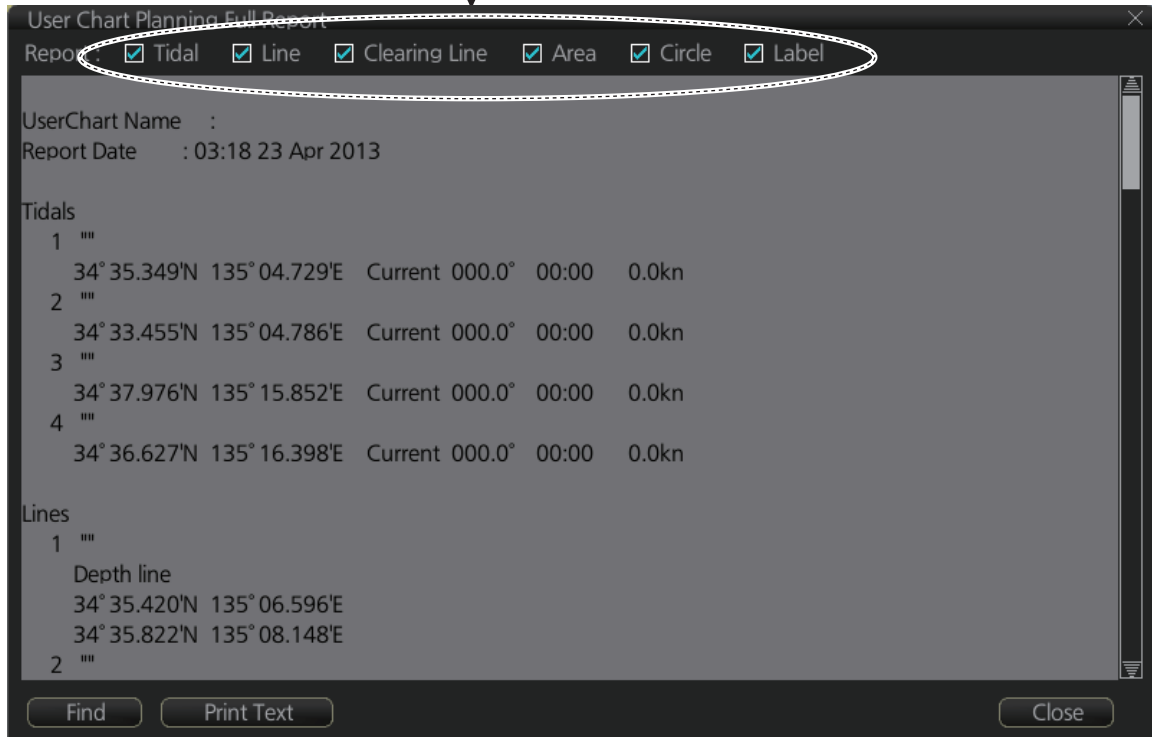 User Chart Planning Full Report
Report : Tidal Line Clearing Line Area Circle Label
UserChart Name :
Report Date : 03:18 23 Apr 2013
Tidals
1 ""
34°35.349'N 135°04.729'E Current 000.0° 00:00 0.0kn
2 ""
34°33.455'N 135°04.786'E Current 000.0° 00:00 0.0kn
3 ""
34°37.976'N 135°15.852'E Current 000.0° 00:00 0.0kn
4 ""
34°36.627'N 135°16.398'E Current 000.0° 00:00 0.0kn
Lines
1 ""
Depth line
34°35.420'N 135°06.596'E
34°35.822'N 135°08.148'E
2 ""
Find Print Text Close